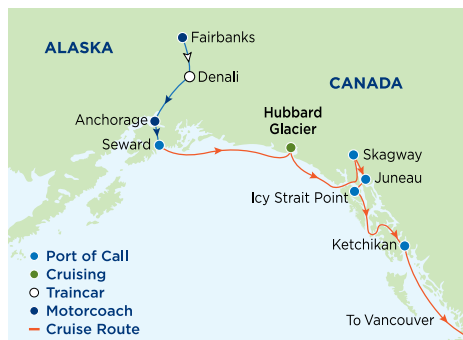 Fairbanks
ALASKA
Denali
CANADA
Hubbard
Glacier
Anchorage
Seward
Skagway
Juneau
Icy Strait Point
Ketchikan
Port of Call
Cruising
Traincar
Motorcoach
Cruise Route
To Vancouver